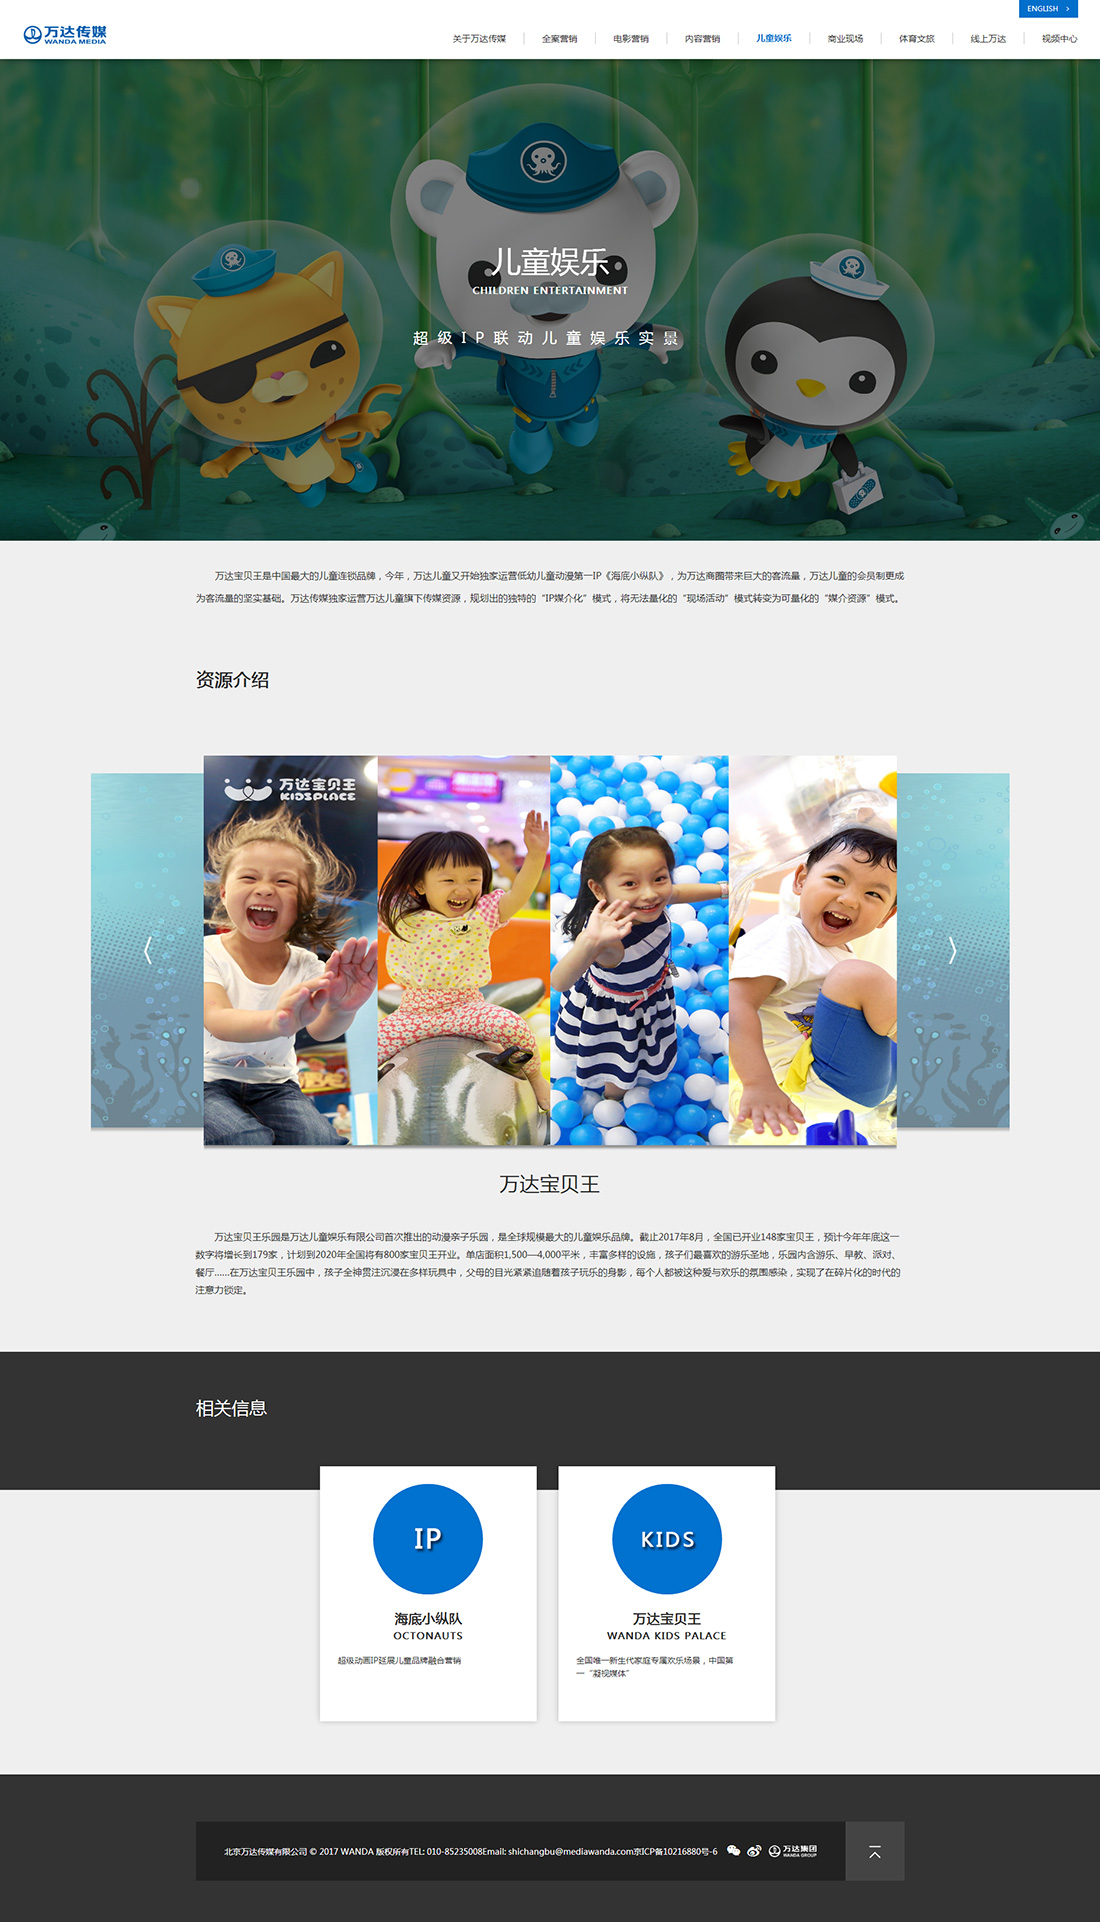 ENGLISH >
万达传媒
WANDA MEDIA
关于万达传媒 全案营销 电影营销 内容营销 儿童娱乐 商业现场 体育文旅 线上万达 视频中心
儿童娱乐
CHILDREN ENTERTAINMENT
超级IP联动儿童娱乐实景
万达宝贝王是中国最大的儿童连锁品牌，今年，万达儿童又开始独家运营低幼儿童动漫第一IP《海底小纵队》，为万达商圈带来巨大的客流量，万达儿童的会员制更成
为客流量的坚实基础。万达传媒独家运营万达儿童旗下传媒资源，规划出的独特的“IP媒介化”模式，将无法量化的“现场活动”模式转变为可量化的“媒介资源”模式。
资源介绍
万达宝贝王
KIDSPLACE
万达宝贝王
万达宝贝王乐园是万达儿童娱乐有限公司首次推出的动漫亲子乐园，是全球规模最大的儿童娱乐品牌。截止2017年8月，全国已开业148家宝贝王，预计今年年底这一
数字将增长到179家，计划到2020年全国将有800家宝贝王开业。单店面积1,500—4,000平米，丰富多样的设施，孩子们最喜欢的游乐圣地，乐园内含游乐、早教、派对、
餐厅......在万达宝贝王乐园中，孩子全神贯注沉浸在多样玩具中，父母的目光紧紧追随着孩子玩乐的身影，每个人都被这种爱与欢乐的氛围感染，实现了在碎片化的时代的
注意力锁定。
相关信息
IP
海底小纵队
OCTONAUTS
超级动画IP延展儿童品牌融合营销
KIDS
万达宝贝王
WANDA KIDS PALACE
全国唯一新生代家庭专属欢乐场景，中国第
一“凝视媒体”
北京万达传媒有限公司 © 2017 WANDA 版权所有TEL: 010-85235008Email: shichangbu@mediawanda.com京ICP备10216880号-6
万达集团
WANDA GROUP